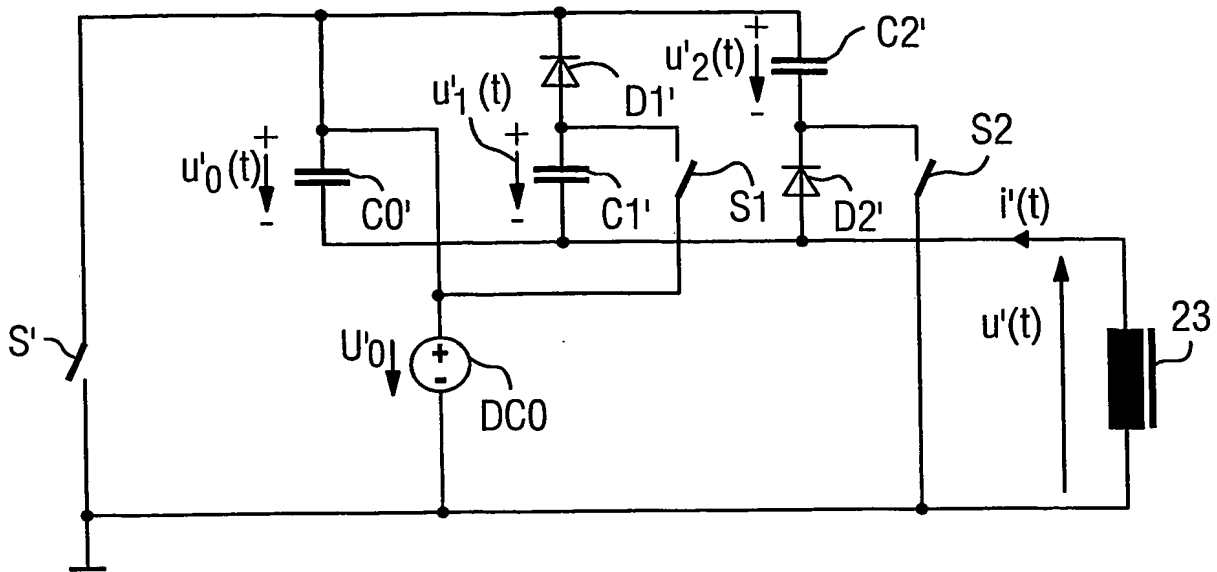 +
C2'
u'2(t)
-
D1'
u'1(t)
+
-
C1'
S1
S2
+
u'0(t)
-
C0'
D2'
i'(t)
S'
U'0
+
-
DC0
u'(t)
23